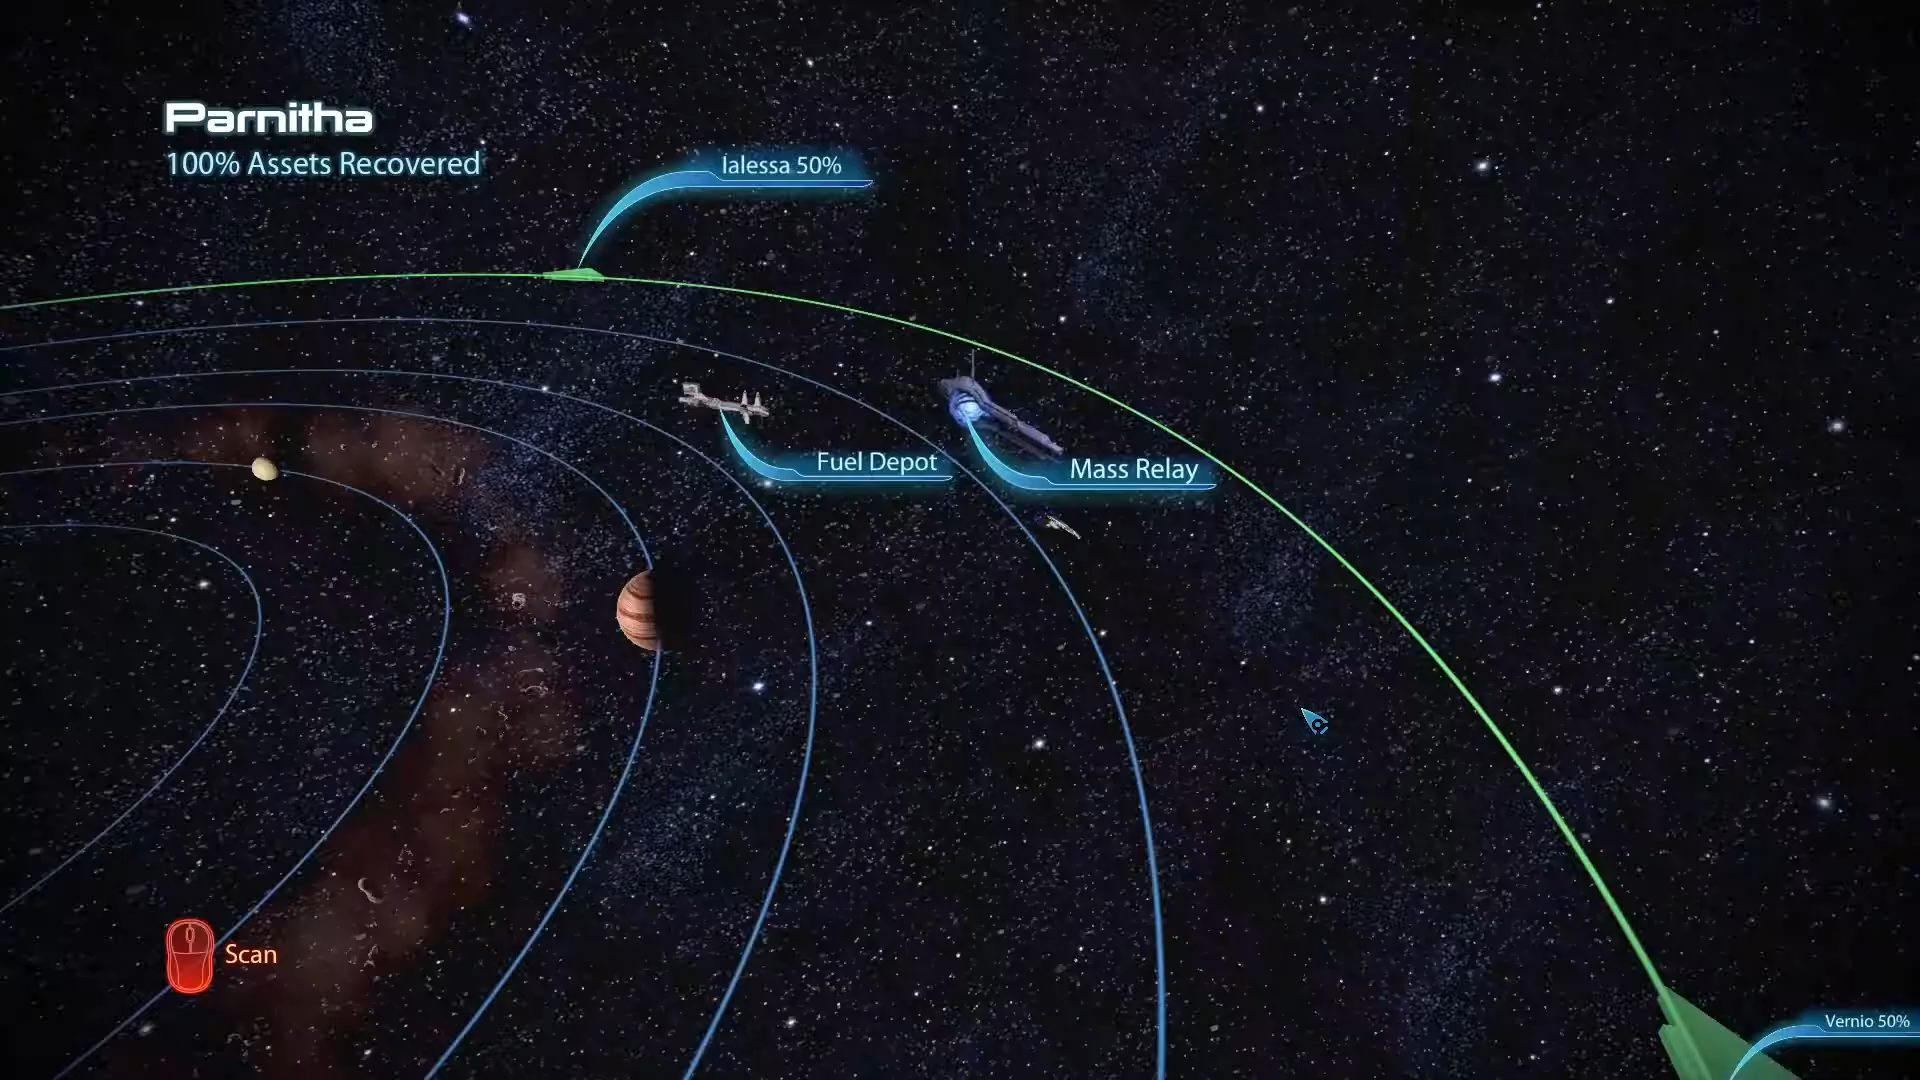 Parnitha
100% Assets Recovered
Ialessa 50%
Fuel Depot
Mass Relay
Scan
Vernio 50%